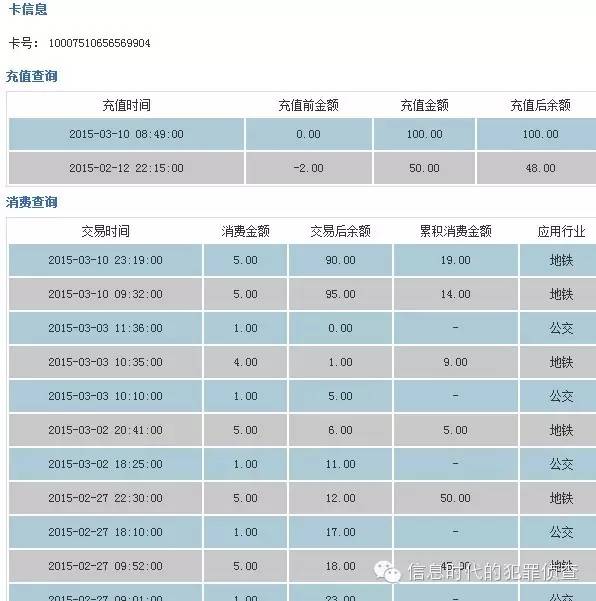 卡信息
卡号： 10007510656569904
充值查询
充值时间 充值前金额 充值金额 充值后余额
2015-03-10 08:49:00 0.00 100.00 100.00
2015-02-12 22:15:00 -2.00 50.00 48.00
消费查询
交易时间 消费金额 交易后余额 累积消费金额 应用行业
2015-03-10 23:19:00 5.00 90.00 19.00 地铁
2015-03-10 09:32:00 5.00 95.00 14.00 地铁
2015-03-03 11:36:00 1.00 0.00 - 公交
2015-03-03 10:35:00 4.00 1.00 9.00 地铁
2015-03-03 10:10:00 1.00 5.00 - 公交
2015-03-02 20:41:00 5.00 6.00 5.00 地铁
2015-03-02 18:25:00 1.00 11.00 - 公交
2015-02-27 22:30:00 5.00 12.00 50.00 地铁
2015-02-27 18:10:00 1.00 17.00 - 公交
2015-02-27 09:52:00 5.00 18.00 地铁
信息时代的犯罪侦查
2015-02-27 09:01:00 1.00 23.00 - 公交